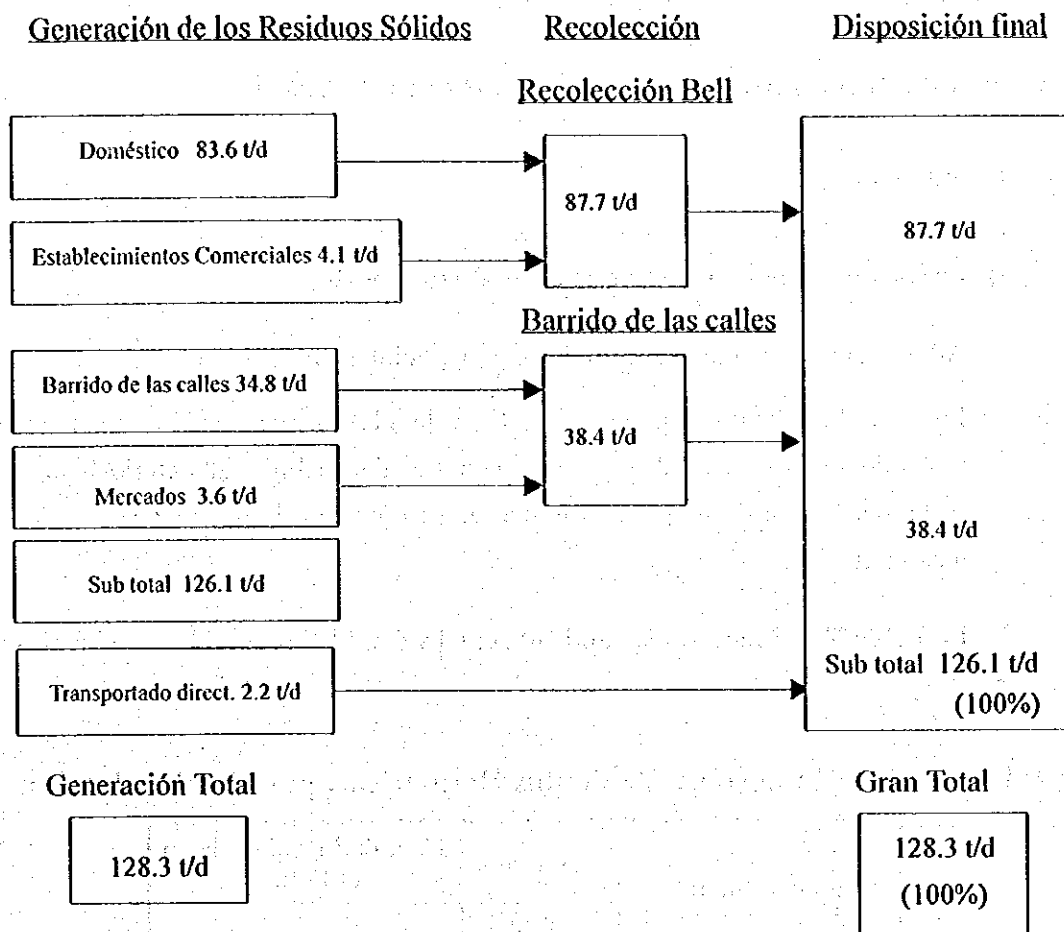 Generación de los Residuos Sólidos
Recolección
Disposición final
Recolección Bell
Doméstico 83.6 t/d
87.7 t/d
87.7 t/d
Establecimientos Comerciales 4.1 t/d
Barrido de las calles
Barrido de las calles 34.8 t/d
38.4 t/d
Mercados 3.6 t/d
38.4 t/d
Sub total 126.1 t/d
Sub total 126.1 t/d
(100%)
Transportado direct. 2.2 t/d
Generación Total
Gran Total
128.3 t/d
128.3 t/d
(100%)